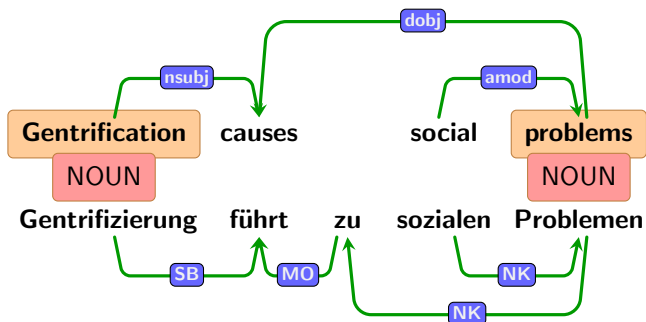 dobj
nsubj amod
Gentrification causes social problems
NOUN NOUN
Gentrifizierung führt zu sozialen Problemen
SB MO NK
NK